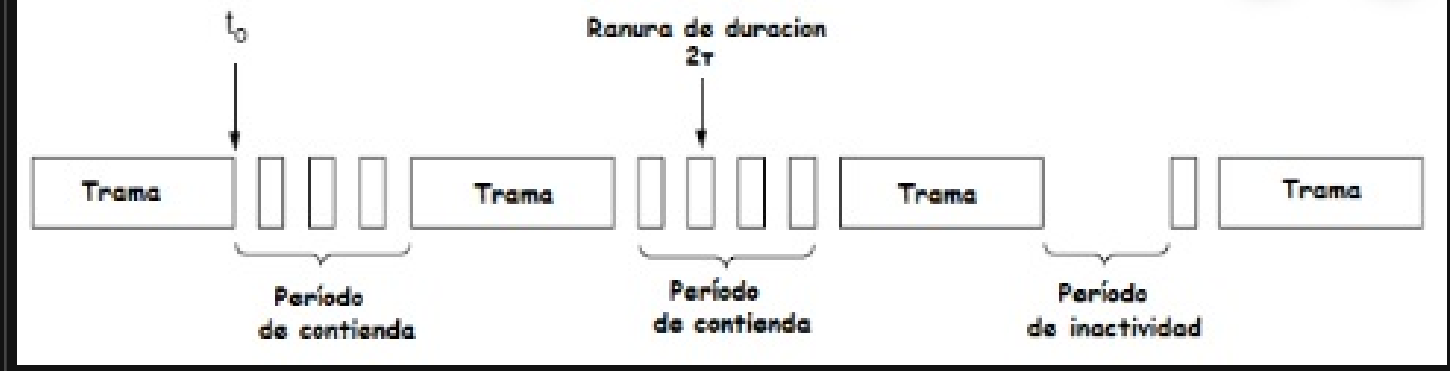 t₀
Ranura de duracion
2τ
Trama
Trama
Trama
Trama
Período
de contienda
Período
de contienda
Período
de inactividad